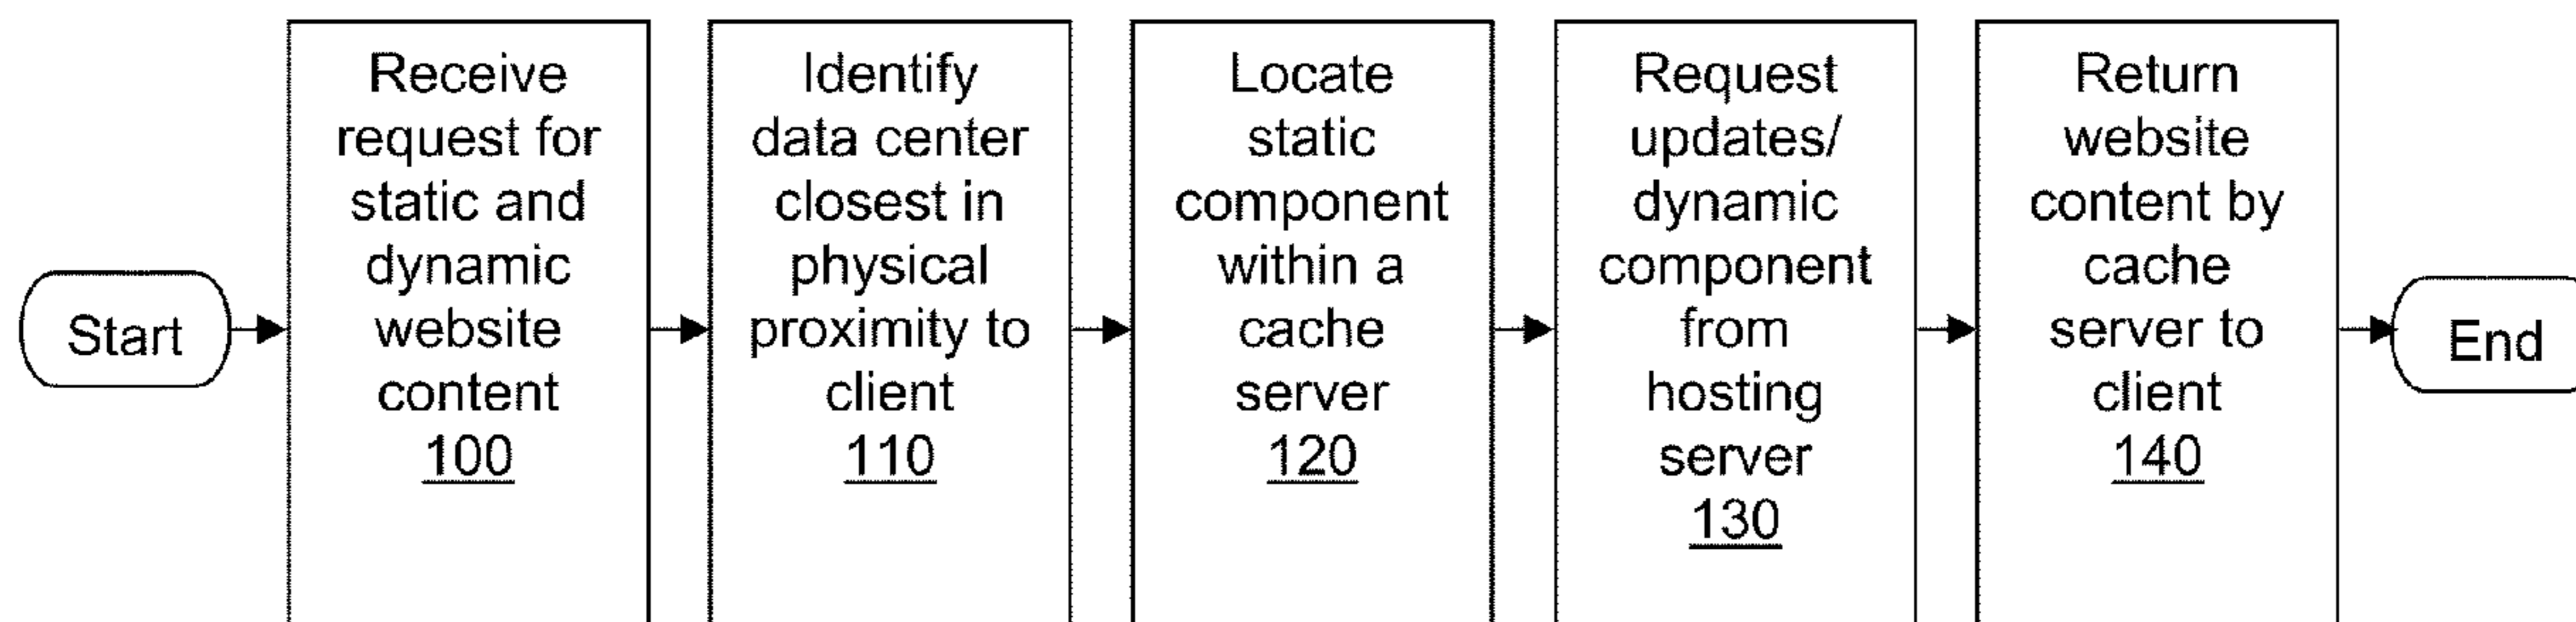 Start
Receive
request for
static and
dynamic
website
content
100
Identify
data center
closest in
physical
proximity to
client
110
Locate
static
component
within a
cache
server
120
Request
updates/
dynamic
component
from
hosting
server
130
Return
website
content by
cache
server to
client
140
End